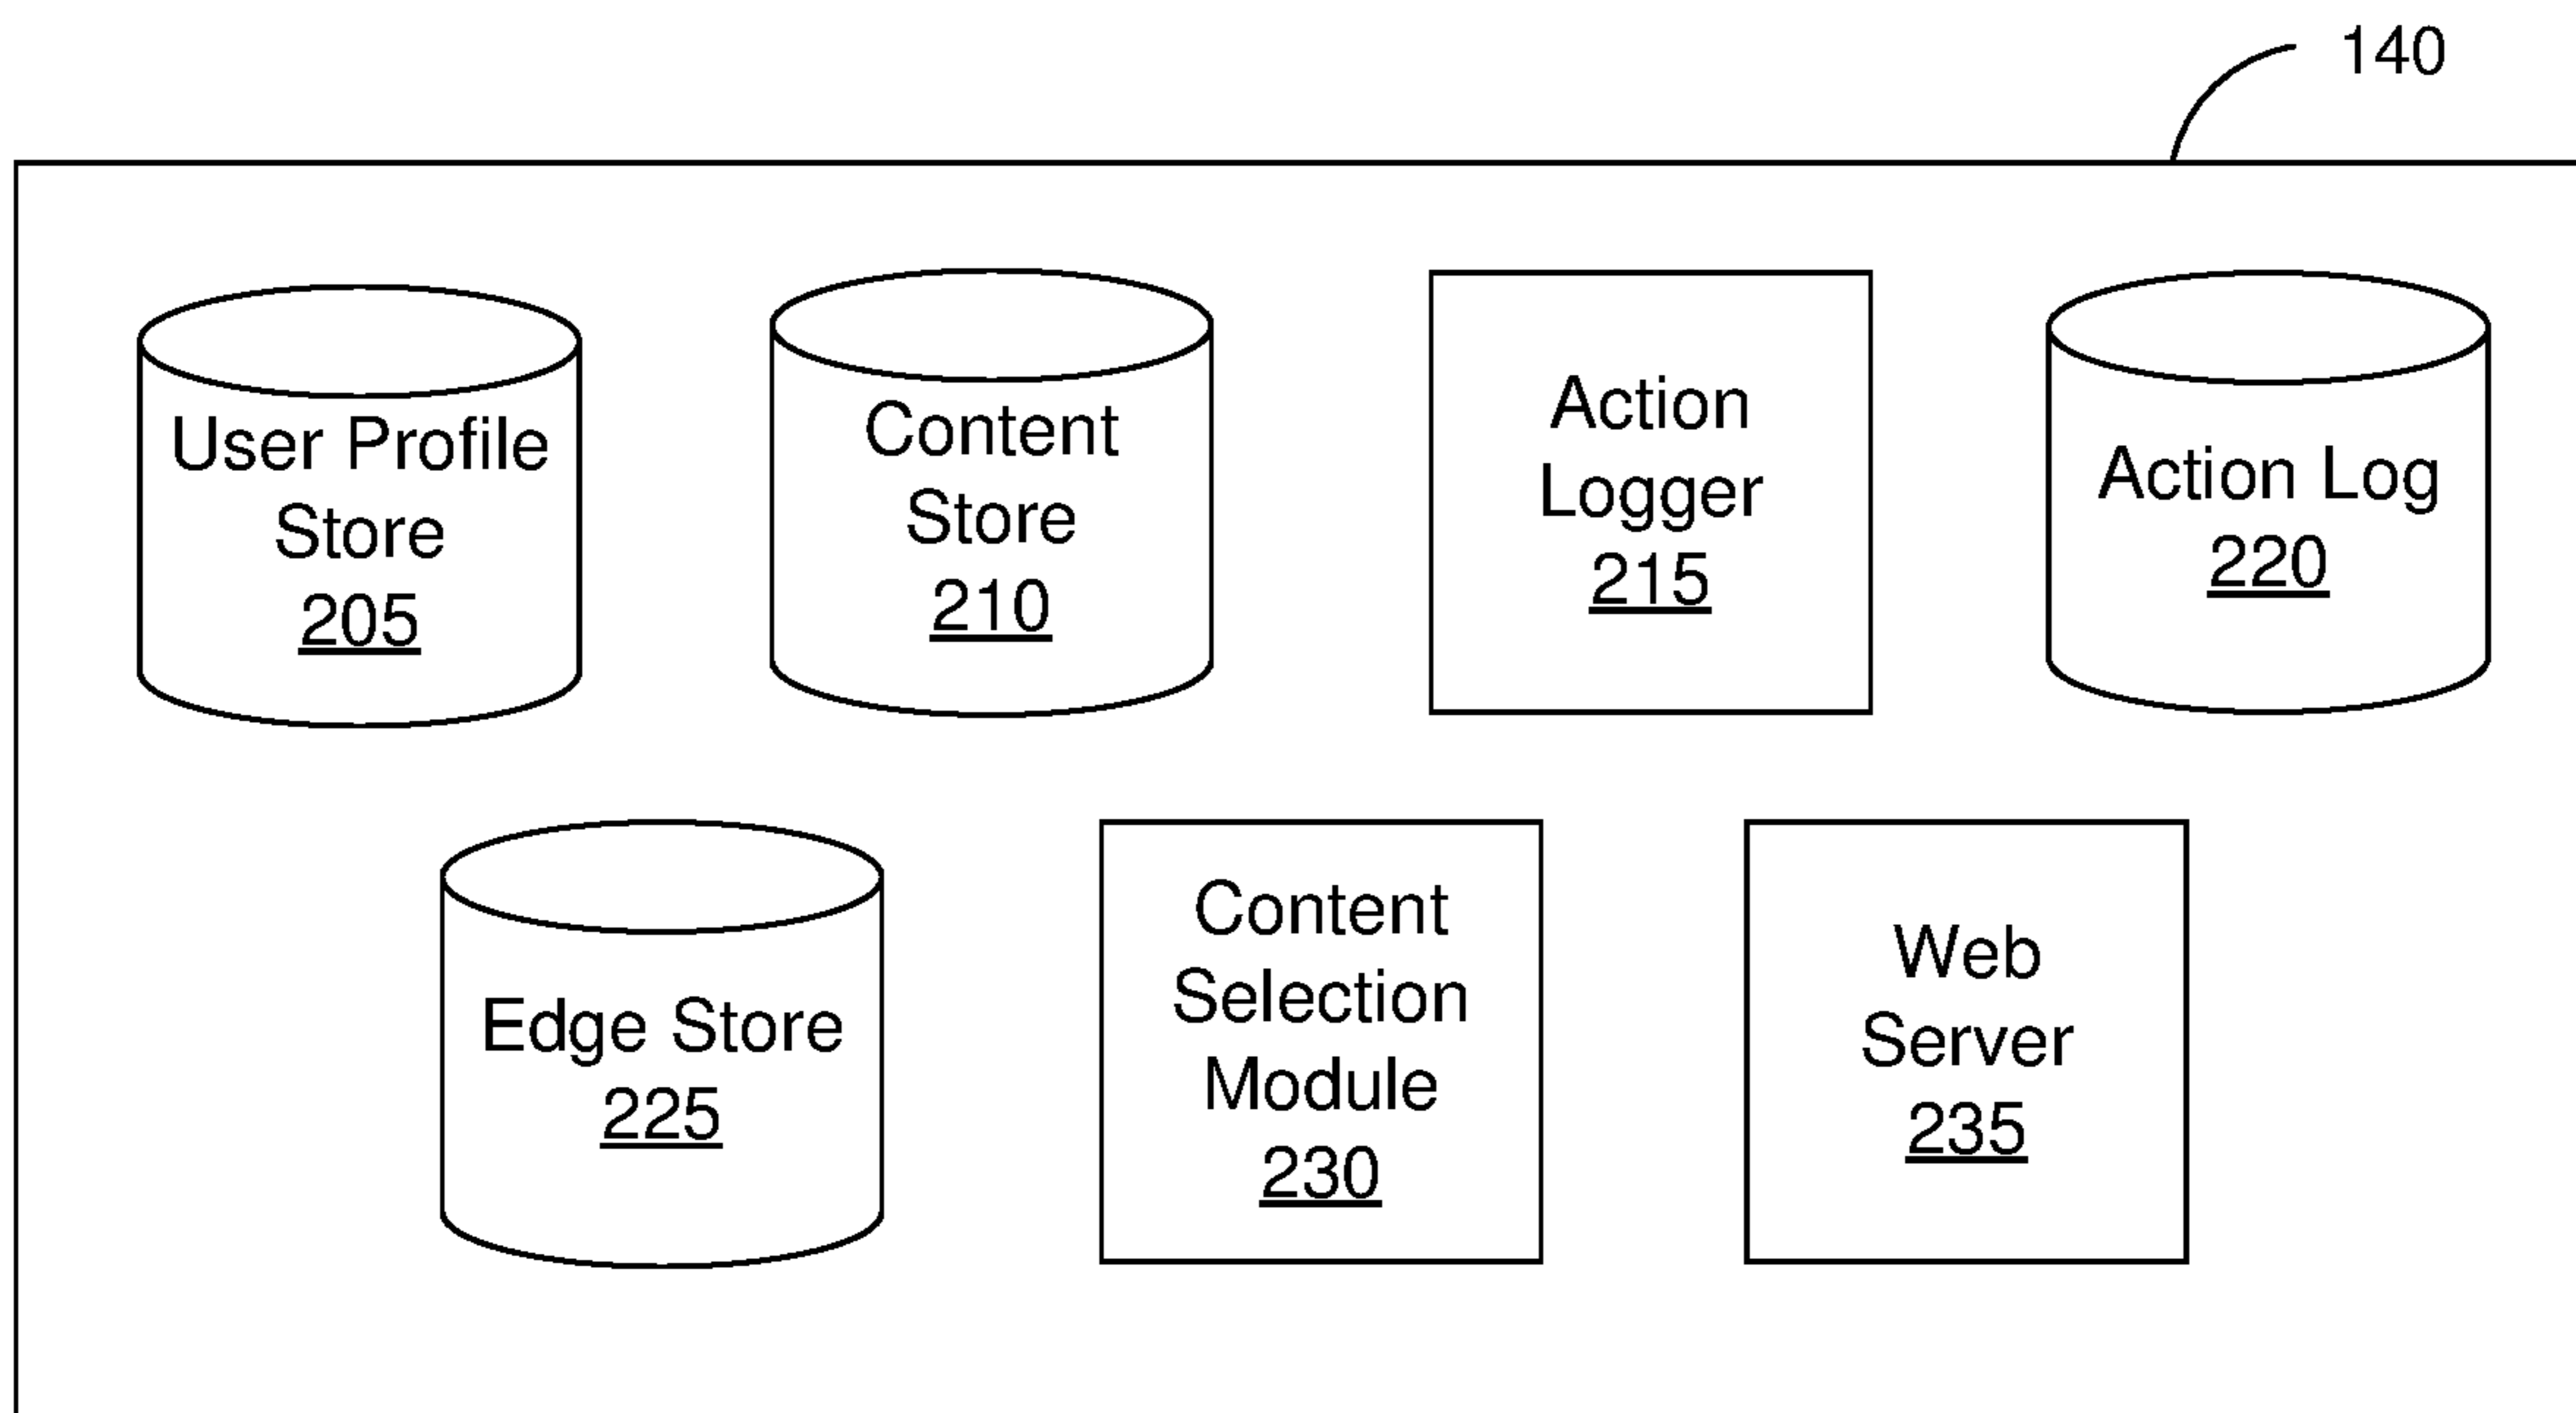 140
User Profile
Store
205
Content
Store
210
Action
Logger
215
Action Log
220
Edge Store
225
Content
Selection
Module
230
Web
Server
235